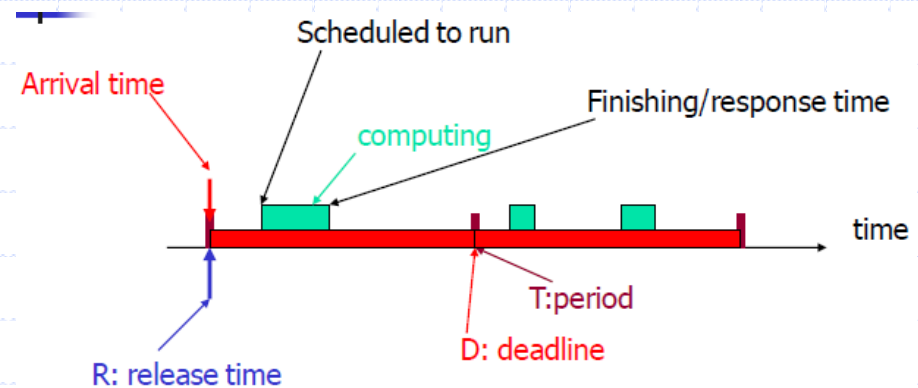 Scheduled to run
Arrival time
Finishing/response time
computing
time
T:period
D: deadline
R: release time